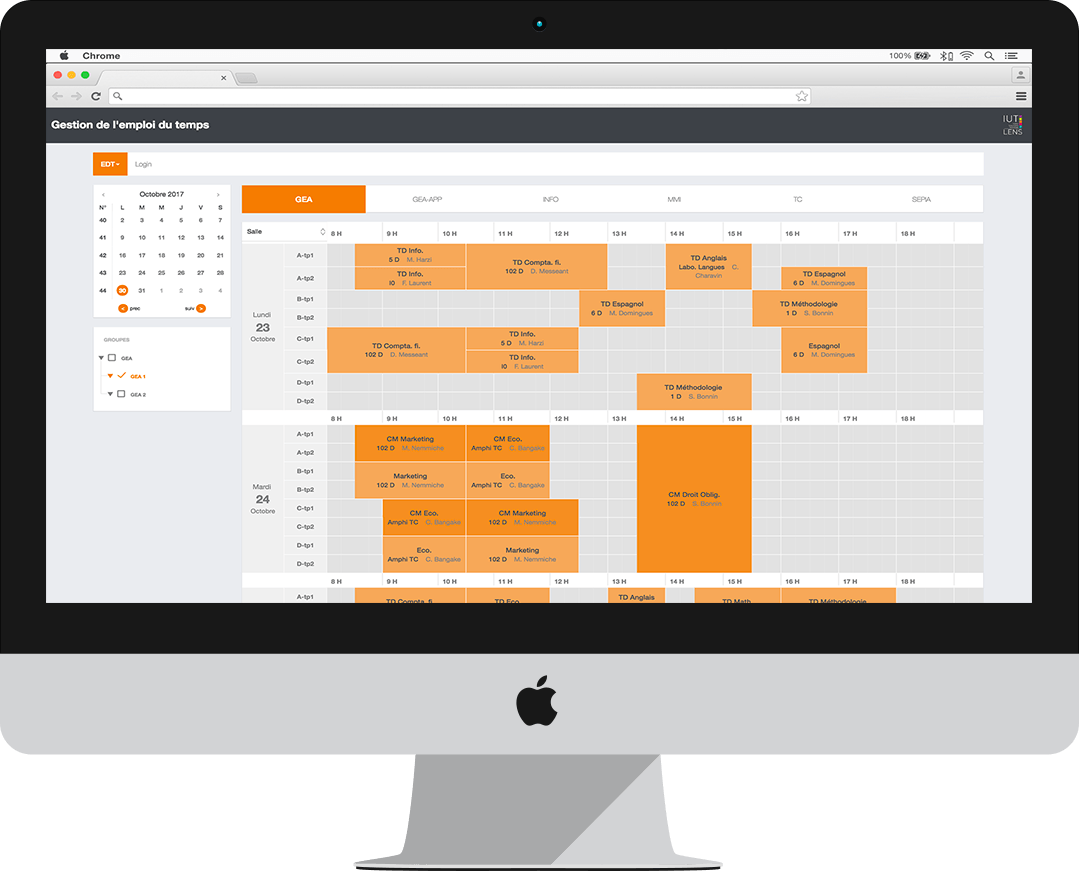 Chrome
100%
Gestion de l'emploi du temps
IUT
LENS
EDT
Login
‹ Octobre 2017 ›
N° L M M J V S
40 2 3 4 5 6 7
41 9 10 11 12 13 14
42 16 17 18 19 20 21
43 23 24 25 26 27 28
44 30 31 1 2 3 4
< prec suiv >
GROUPES
GEA
GEA 1
GEA 2
GEA GEA-APP INFO MMI TC SEPIA
Salle 8 H 9 H 10 H 11 H 12 H 13 H 14 H 15 H 16 H 17 H 18 H
Lundi
23
Octobre
A-tp1
A-tp2
B-tp1
B-tp2
C-tp1
C-tp2
D-tp1
D-tp2
TD Info.
5 D M. Harzi
TD Info.
I0 F. Laurent
TD Compta. fi.
102 D D. Messeant
TD Anglais
Labo. Langues C.
Charavin
TD Espagnol
6 D M. Domingues
TD Espagnol
6 D M. Domingues
TD Méthodologie
1 D S. Bonnin
TD Compta. fi.
102 D D. Messeant
TD Info.
5 D M. Harzi
TD Info.
I0 F. Laurent
Espagnol
6 D M. Domingues
TD Méthodologie
1 D S. Bonnin
8 H 9 H 10 H 11 H 12 H 13 H 14 H 15 H 16 H 17 H 18 H
Mardi
24
Octobre
A-tp1
A-tp2
B-tp1
B-tp2
C-tp1
C-tp2
D-tp1
D-tp2
CM Marketing
102 D M. Nemmiche
CM Eco.
Amphi TC C. Bangake
Marketing
102 D M. Nemmiche
Eco.
Amphi TC C. Bangake
CM Droit Oblig.
102 D S. Bonnin
CM Eco.
Amphi TC C. Bangake
CM Marketing
102 D M. Nemmiche
Eco.
Amphi TC C. Bangake
Marketing
102 D M. Nemmiche
8 H 9 H 10 H 11 H 12 H 13 H 14 H 15 H 16 H 17 H 18 H
A-tp1
TD Compta. fi.
TD Eco.
TD Anglais
TD Math
TD Méthodologie